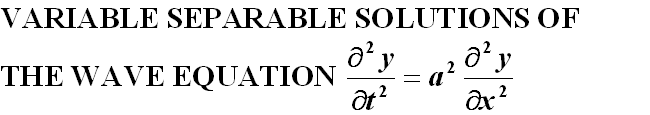 VARIABLE SEPARABLE SOLUTIONS OF
THE WAVE EQUATION ∂²y/∂t² = a² ∂²y/∂x²